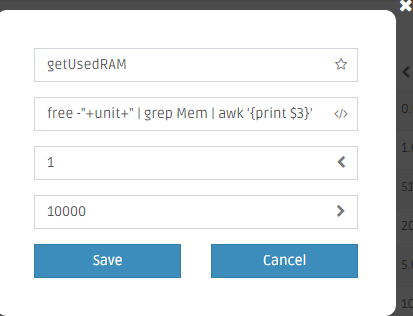 getUsedRAM
free -"+unit+" | grep Mem | awk '{print $3}'
</>
1
10000
Save
Cancel